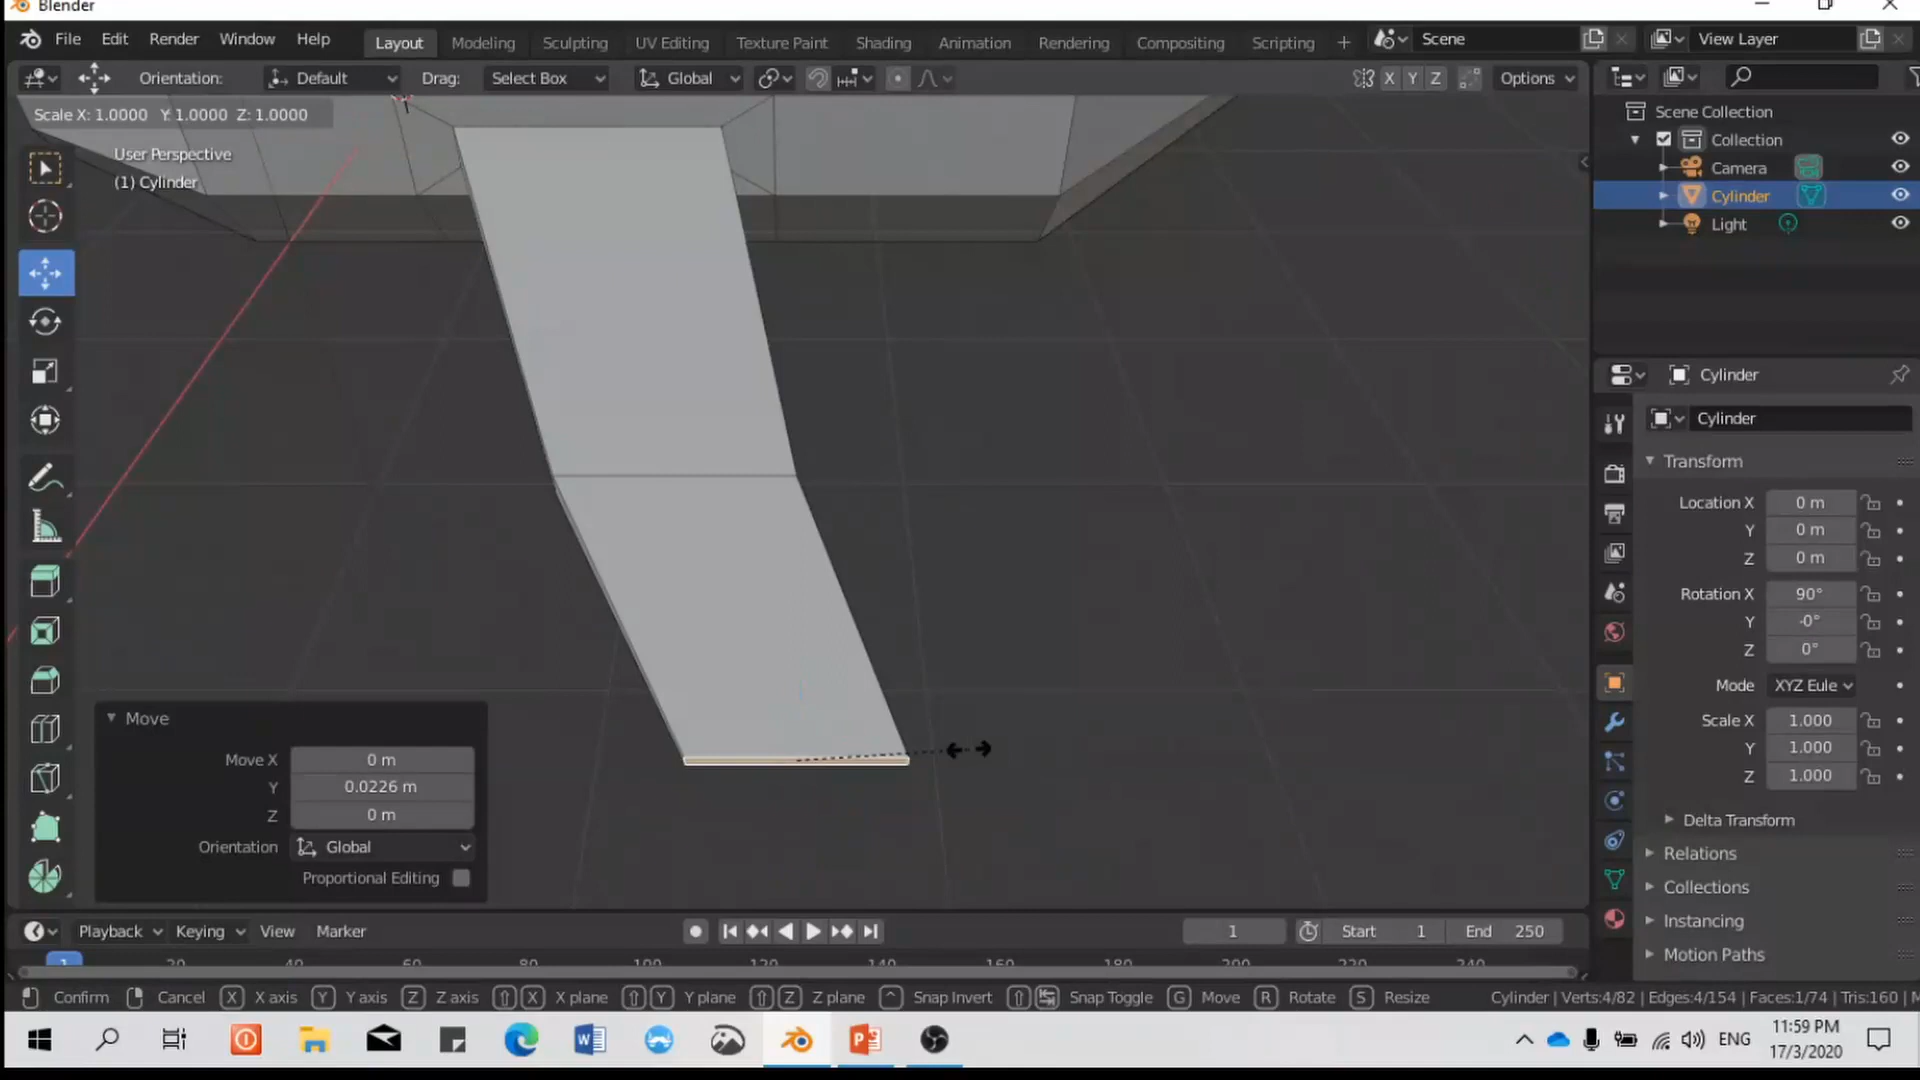 Blender
File Edit Render Window Help Layout Modeling Sculpting UV Editing Texture Paint Shading Animation Rendering Compositing Scripting + Scene View Layer
Orientation: Default Drag: Select Box Global X Y Z Options
Scale X: 1.0000 Y: 1.0000 Z: 1.0000
User Perspective
(1) Cylinder
Scene Collection
Collection
Camera
Cylinder
Light
Cylinder
Cylinder
Transform
Location X 0 m
Y 0 m
Z 0 m
Rotation X 90°
Y -0°
Z 0°
Mode XYZ Eule
Scale X 1.000
Y 1.000
Z 1.000
Delta Transform
Relations
Collections
Instancing
Motion Paths
Move
Move X 0 m
Y 0.0226 m
Z 0 m
Orientation Global
Proportional Editing
Playback Keying View Marker 1 Start 1 End 250
1 20 40 60 80 100 120 140 160 180 200 220 240
Confirm Cancel X X axis Y Y axis Z Z axis X X plane Y Y plane Z Z plane Snap Invert Snap Toggle G Move R Rotate S Resize Cylinder | Verts:4/82 | Edges:4/154 | Faces:1/74 | Tris:160 | M
ENG
11:59 PM
17/3/2020